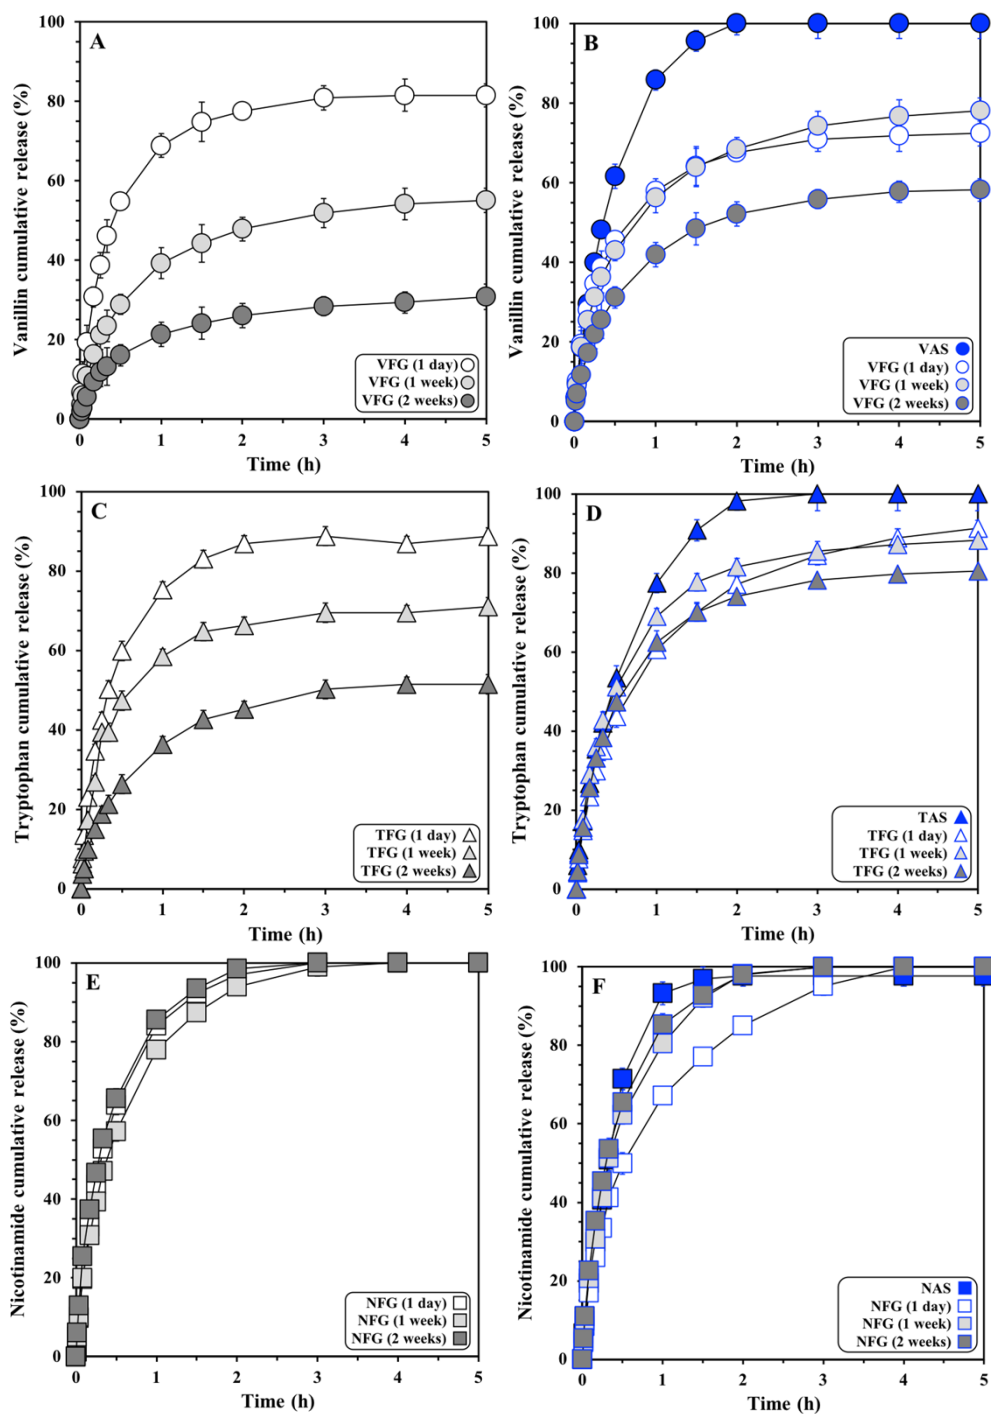 A
Vanillin cumulative release (%)
100
80
60
40
20
0
VFG (1 day)
VFG (1 week)
VFG (2 weeks)
0 1 2 3 4 5
Time (h)
B
Vanillin cumulative release (%)
100
80
60
40
20
0
VAS
VFG (1 day)
VFG (1 week)
VFG (2 weeks)
0 1 2 3 4 5
Time (h)
C
Tryptophan cumulative release (%)
100
80
60
40
20
0
TFG (1 day)
TFG (1 week)
TFG (2 weeks)
0 1 2 3 4 5
Time (h)
D
Tryptophan cumulative release (%)
100
80
60
40
20
0
TAS
TFG (1 day)
TFG (1 week)
TFG (2 weeks)
0 1 2 3 4 5
Time (h)
E
Nicotinamide cumulative release (%)
100
80
60
40
20
0
NFG (1 day)
NFG (1 week)
NFG (2 weeks)
0 1 2 3 4 5
Time (h)
F
Nicotinamide cumulative release (%)
100
80
60
40
20
0
NAS
NFG (1 day)
NFG (1 week)
NFG (2 weeks)
0 1 2 3 4 5
Time (h)